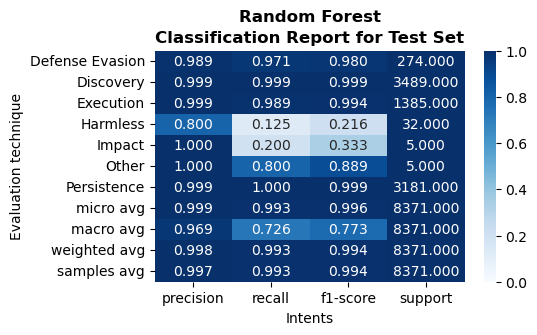 Random Forest
Classification Report for Test Set
Evaluation technique
Defense Evasion 0.989 0.971 0.980 274.000
Discovery 0.999 0.999 0.999 3489.000
Execution 0.999 0.989 0.994 1385.000
Harmless 0.800 0.125 0.216 32.000
Impact 1.000 0.200 0.333 5.000
Other 1.000 0.800 0.889 5.000
Persistence 0.999 1.000 0.999 3181.000
micro avg 0.999 0.993 0.996 8371.000
macro avg 0.969 0.726 0.773 8371.000
weighted avg 0.998 0.993 0.994 8371.000
samples avg 0.997 0.993 0.994 8371.000
precision recall f1-score support
Intents
1.0
0.8
0.6
0.4
0.2
0.0